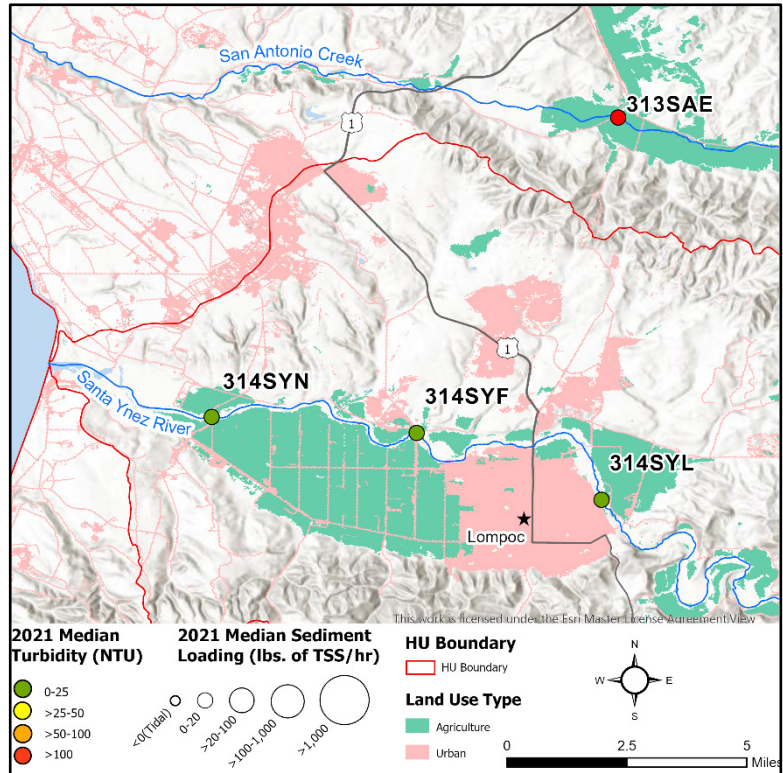 San Antonio Creek
313SAE
1
314SYN
314SYF
1
Santa Ynez River
314SYL
Lompoc
This work is licensed under the Esri Master License Agreement.View
2021 Median
Turbidity (NTU)
0-25
>25-50
>50-100
>100
2021 Median Sediment
Loading (lbs. of TSS/hr)
<0(Tidal)
0-20
>20-100
>100-1,000
>1,000
HU Boundary
HU Boundary
Land Use Type
Agriculture
Urban
N
W
E
S
0
2.5
5
Miles